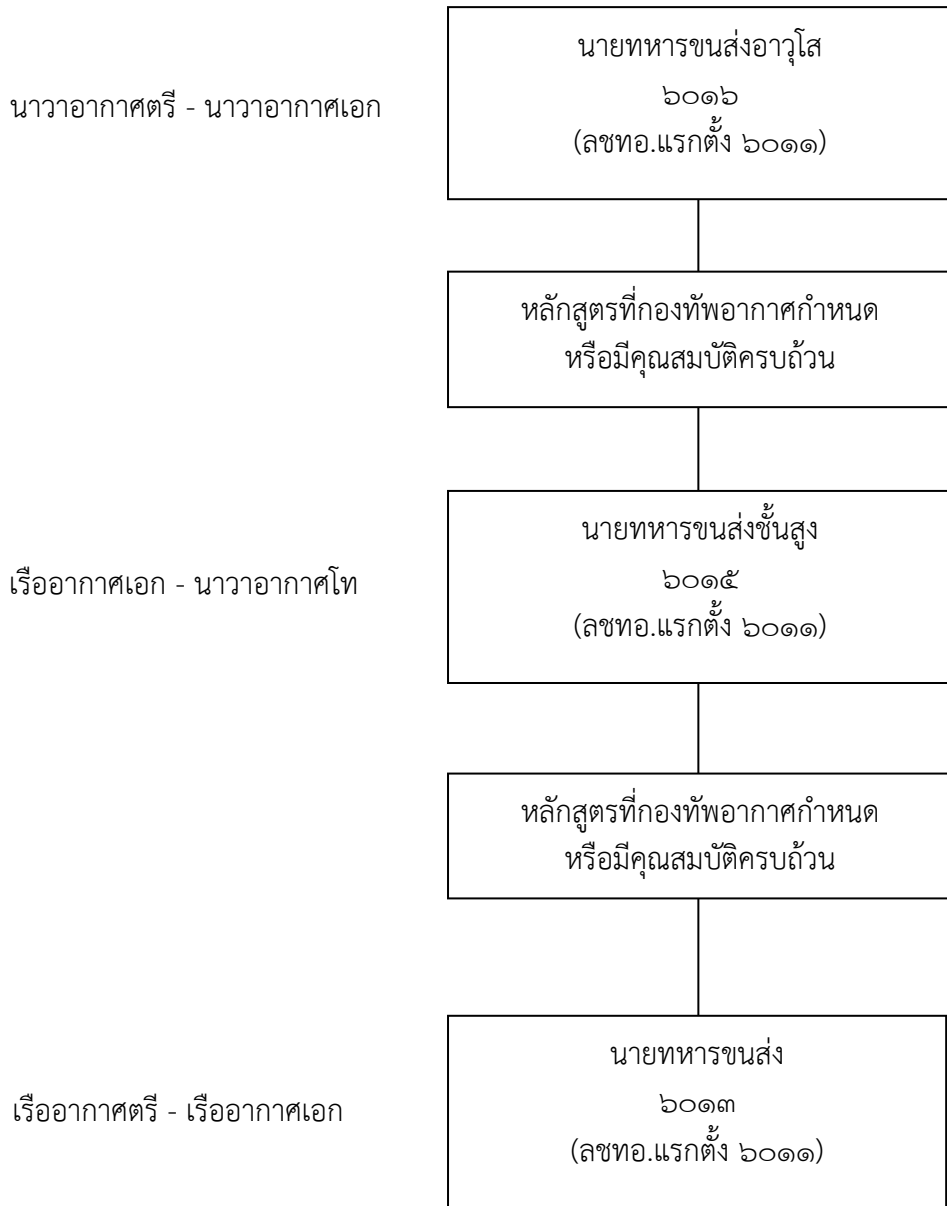 นายทหารขนส่งอาวุโส
นาวาอากาศตรี - นาวาอากาศเอก
๖๐๑๖
(ลชทอ.แรกตั้ง ๖๐๑๑)
หลักสูตรที่กองทัพอากาศกำหนด
หรือมีคุณสมบัติครบถ้วน
นายทหารขนส่งชั้นสูง
เรืออากาศเอก - นาวาอากาศโท
๖๐๑๕
(ลชทอ.แรกตั้ง ๖๐๑๑)
หลักสูตรที่กองทัพอากาศกำหนด
หรือมีคุณสมบัติครบถ้วน
นายทหารขนส่ง
เรืออากาศตรี - เรืออากาศเอก
๖๐๑๓
(ลชทอ.แรกตั้ง ๖๐๑๑)